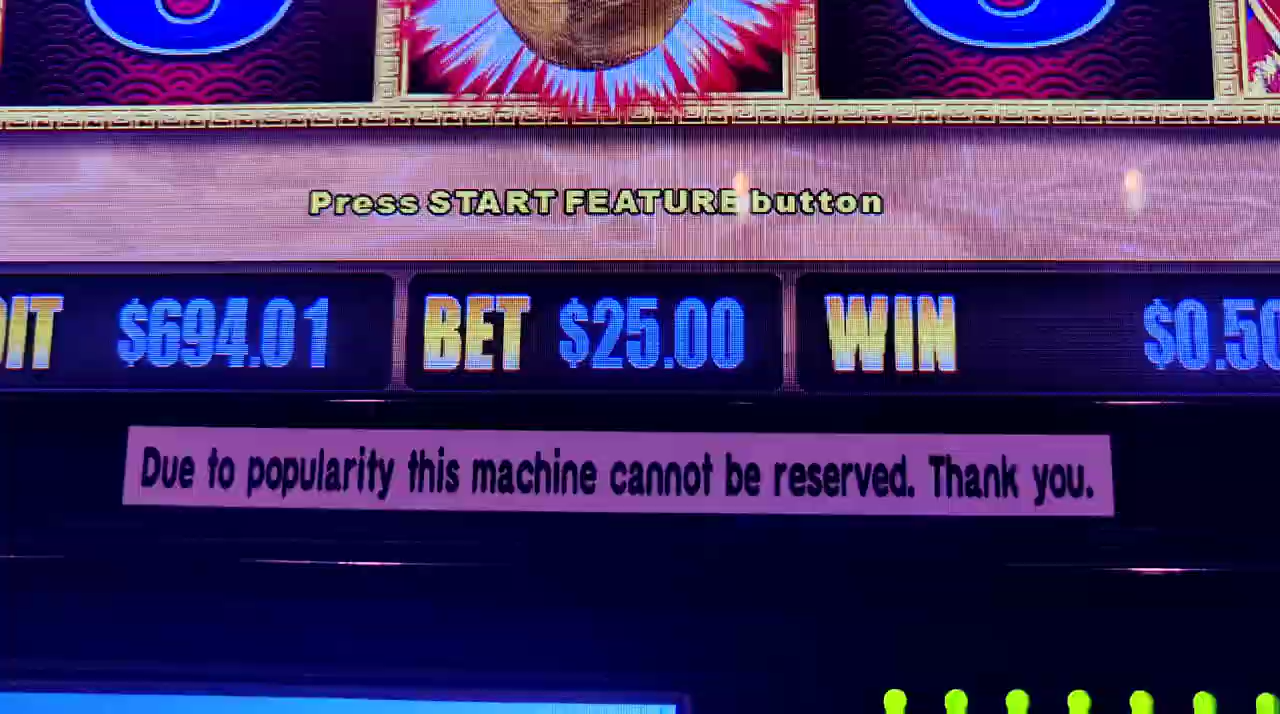 Press START FEATURE button
DIT $694.01 BET $25.00 WIN $0.50
Due to popularity this machine cannot be reserved. Thank you.